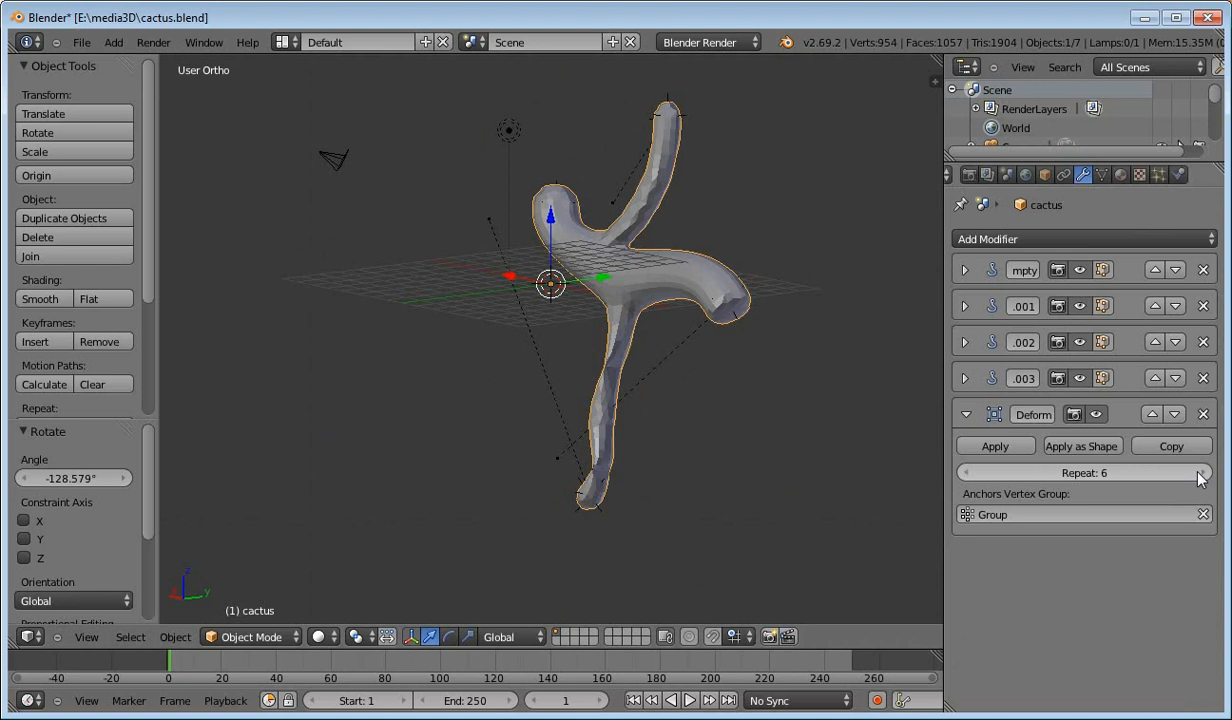 Blender* [E:\media3D\cactus.blend]
File Add Render Window Help Default Scene Blender Render v2.69.2 | Verts:954 | Faces:1057 | Tris:1904 | Objects:1/7 | Lamps:0/1 | Mem:15.35M
Object Tools
Transform:
Translate
Rotate
Scale
Origin
Object:
Duplicate Objects
Delete
Join
Shading:
Smooth Flat
Keyframes:
Insert Remove
Motion Paths:
Calculate Clear
Repeat:
Rotate
Angle
-128.579°
Constraint Axis
X
Y
Z
Orientation
Global
User Ortho
(1) cactus
View Search All Scenes
Scene
RenderLayers |
World
cactus
Add Modifier
mpty
.001
.002
.003
Deform
Apply Apply as Shape Copy
Repeat: 6
Anchors Vertex Group:
Group
View Select Object Object Mode Global
-40 -20 0 20 40 60 80 100 120 140 160 180 200 220 240 260
View Marker Frame Playback Start: 1 End: 250 1 No Sync